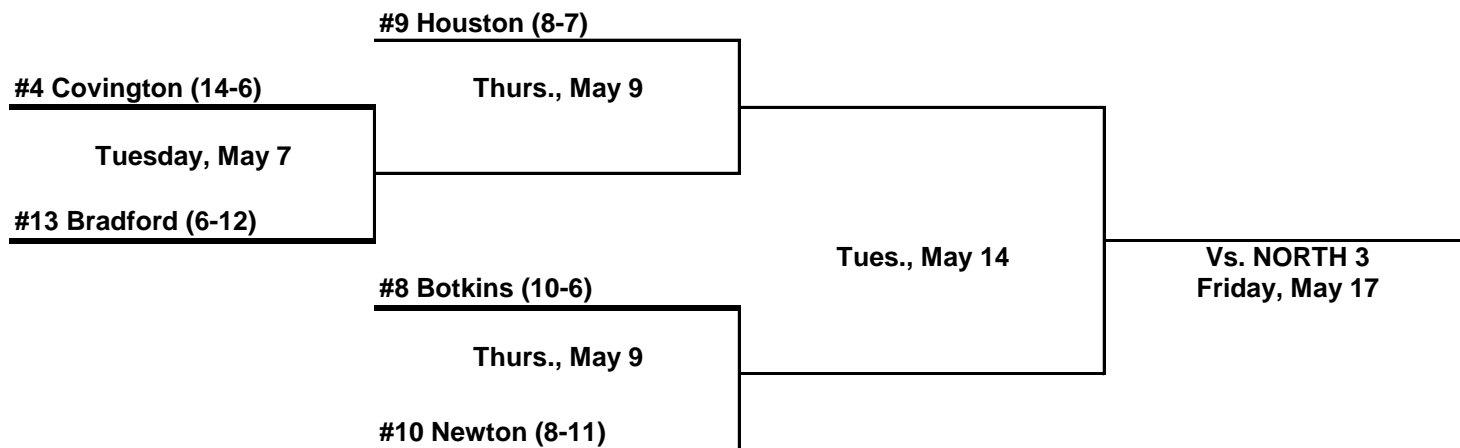 #9 Houston (8-7)
#4 Covington (14-6)
Thurs., May 9
Tuesday, May 7
#13 Bradford (6-12)
Tues., May 14
Vs. NORTH 3
Friday, May 17
#8 Botkins (10-6)
Thurs., May 9
#10 Newton (8-11)